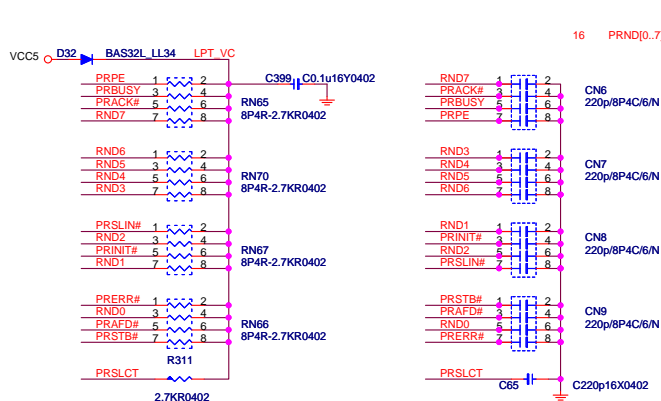 16 PRND[0..7
VCC5 D32 BAS32L_LL34 LPT_VC
C399 C0.1u16Y0402
PRPE 1 2
PRBUSY 3 4
PRACK# 5 6
RND7 7 8
RN65
8P4R-2.7KR0402
RND6 1 2
RND5 3 4
RND4 5 6
RND3 7 8
RN70
8P4R-2.7KR0402
PRSLIN# 1 2
RND2 3 4
PRINIT# 5 6
RND1 7 8
RN67
8P4R-2.7KR0402
PRERR# 1 2
RND0 3 4
PRAFD# 5 6
PRSTB# 7 8
RN66
8P4R-2.7KR0402
R311
PRSLCT
2.7KR0402
RND7 1 2
PRACK# 3 4
PRBUSY 5 6
PRPE 7 8
CN6
220p/8P4C/6/N
RND3 1 2
RND4 3 4
RND5 5 6
RND6 7 8
CN7
220p/8P4C/6/N
RND1 1 2
PRINIT# 3 4
RND2 5 6
PRSLIN# 7 8
CN8
220p/8P4C/6/N
PRSTB# 1 2
PRAFD# 3 4
RND0 5 6
PRERR# 7 8
CN9
220p/8P4C/6/N
PRSLCT
C65 C220p16X0402